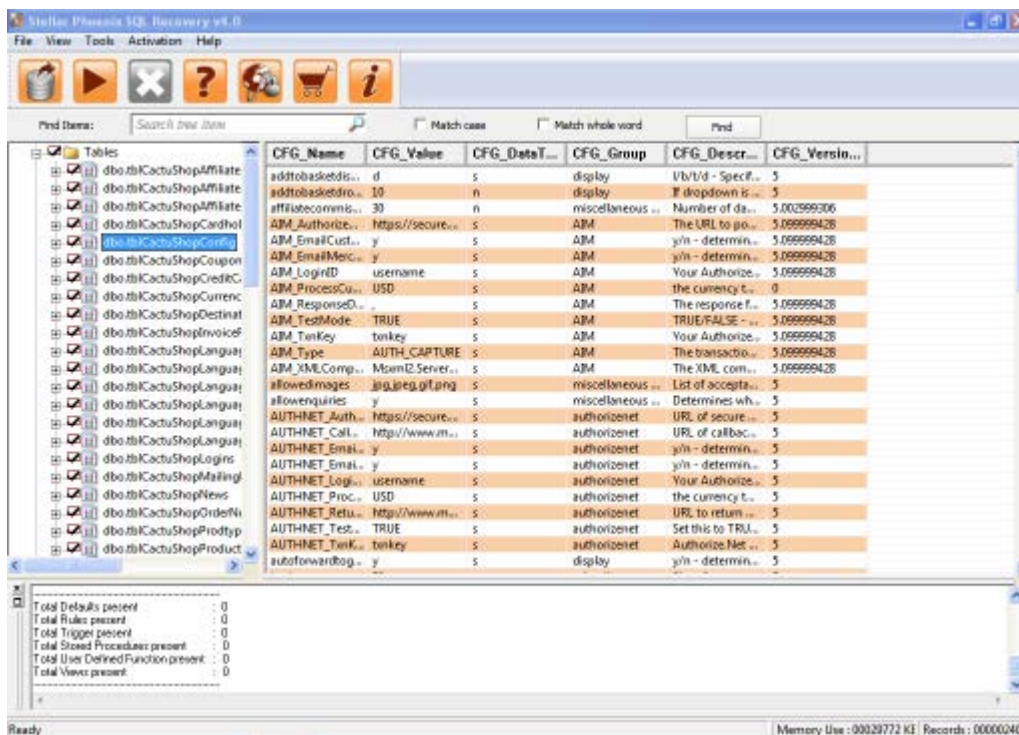 Stellar Phoenix SQL Recovery v4.0
File View Tools Activation Help
Find Items: Search tree item Match case Match whole word Find
Tables
dbo.tblCactuShopAffiliate
dbo.tblCactuShopAffiliate
dbo.tblCactuShopAffiliate
dbo.tblCactuShopCardhol
dbo.tblCactuShopConfig
dbo.tblCactuShopCoupon
dbo.tblCactuShopCreditC
dbo.tblCactuShopCurrenc
dbo.tblCactuShopDestinat
dbo.tblCactuShopInvoiceF
dbo.tblCactuShopLanguag
dbo.tblCactuShopLanguag
dbo.tblCactuShopLanguag
dbo.tblCactuShopLanguag
dbo.tblCactuShopLanguag
dbo.tblCactuShopLanguag
dbo.tblCactuShopLogins
dbo.tblCactuShopMailingl
dbo.tblCactuShopNews
dbo.tblCactuShopOrderNi
dbo.tblCactuShopProdtyp
dbo.tblCactuShopProduct
CFG_Name CFG_Value CFG_DataT... CFG_Group CFG_Descr... CFG_Versio...
addtobasketdis... d s display l/b/t/d - Specif... 5
addtobasketdro... 10 n display If dropdown is ... 5
affiliatecommis... 30 n miscellaneous ... Number of da... 5.002999306
AIM_Authorize... https://secure... s AIM The URL to po... 5.099999428
AIM_EmailCust... y s AIM y/n - determin... 5.099999428
AIM_EmailMerc... y s AIM y/n - determin... 5.099999428
AIM_LoginID username s AIM Your Authorize... 5.099999428
AIM_ProcessCu... USD s AIM the currency t... 0
AIM_ResponseD... , s AIM The response f... 5.099999428
AIM_TestMode TRUE s AIM TRUE/FALSE - ... 5.099999428
AIM_TxnKey txnkey s AIM Your Authorize... 5.099999428
AIM_Type AUTH_CAPTURE s AIM The transactio... 5.099999428
AIM_XMLComp... Msxml2.Server... s AIM The XML com... 5.099999428
allowedimages jpg,jpeg,gif,png s miscellaneous ... List of accepta... 5
allowenquiries y s miscellaneous ... Determines wh... 5
AUTHNET_Auth... https://secure... s authorizenet URL of secure ... 5
AUTHNET_Call... http://www.m... s authorizenet URL of callbac... 5
AUTHNET_Emai... y s authorizenet y/n - determin... 5
AUTHNET_Emai... y s authorizenet y/n - determin... 5
AUTHNET_Logi... username s authorizenet Your Authorize... 5
AUTHNET_Proc... USD s authorizenet the currency t... 5
AUTHNET_Retu... http://www.m... s authorizenet URL to return ... 5
AUTHNET_Test... TRUE s authorizenet Set this to TRU... 5
AUTHNET_TxnK... txnkey s authorizenet Authorize.Net ... 5
autoforwardtog... y s display y/n - determin... 5
Total Defaults present : 0
Total Rules present : 0
Total Trigger present : 0
Total Stored Procedures present : 0
Total User Defined Function present : 0
Total Views present : 0
Ready Memory Use : 00029772 KE Records : 00000240